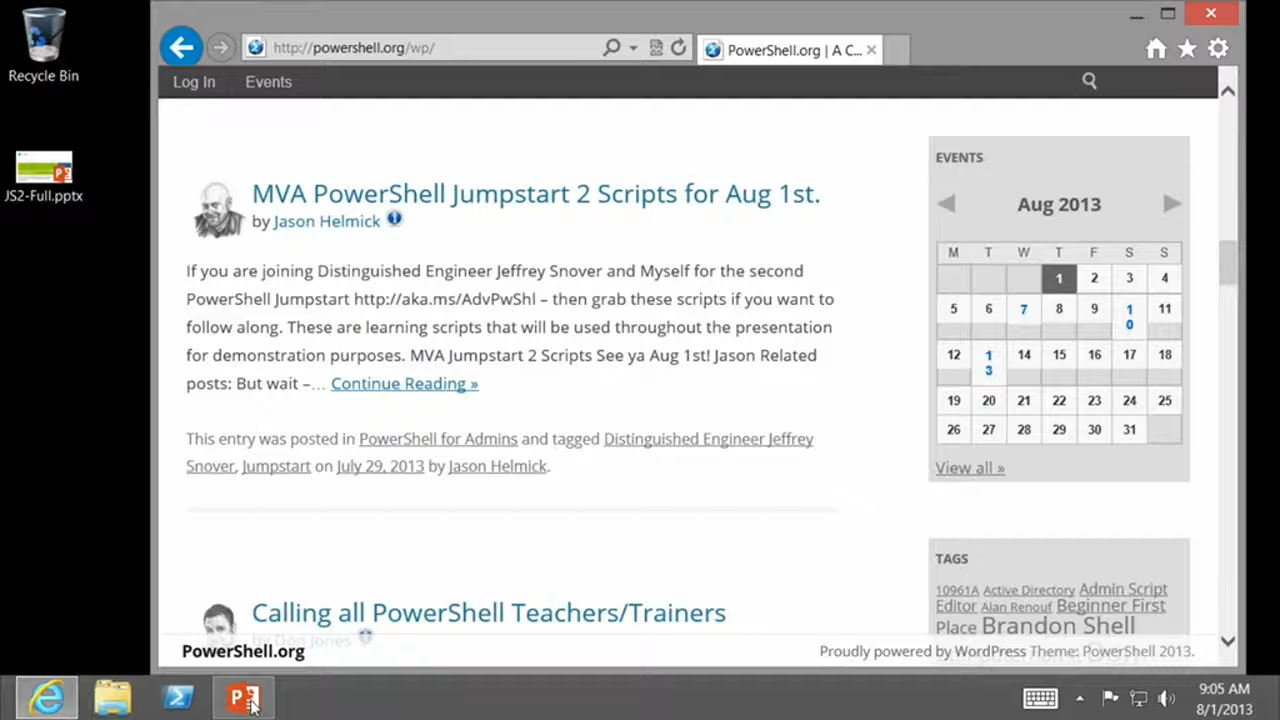 Recycle Bin
JS2-Full.pptx
http://powershell.org/wp/
PowerShell.org | A C...
Log In
Events
MVA PowerShell Jumpstart 2 Scripts for Aug 1st.
by Jason Helmick
If you are joining Distinguished Engineer Jeffrey Snover and Myself for the second
PowerShell Jumpstart http://aka.ms/AdvPwShl – then grab these scripts if you want to
follow along. These are learning scripts that will be used throughout the presentation
for demonstration purposes. MVA Jumpstart 2 Scripts See ya Aug 1st! Jason Related
posts: But wait –… Continue Reading »
This entry was posted in PowerShell for Admins and tagged Distinguished Engineer Jeffrey
Snover, Jumpstart on July 29, 2013 by Jason Helmick.
Calling all PowerShell Teachers/Trainers
by Don Jones
EVENTS
Aug 2013
M T W T F S S
1 2 3 4
5 6 7 8 9 10 11
12 13 14 15 16 17 18
19 20 21 22 23 24 25
26 27 28 29 30 31
View all »
TAGS
10961A Active Directory Admin Script
Editor Alan Renouf Beginner First
Place Brandon Shell
PowerShell.org
Proudly powered by WordPress Theme: PowerShell 2013.
9:05 AM
8/1/2013